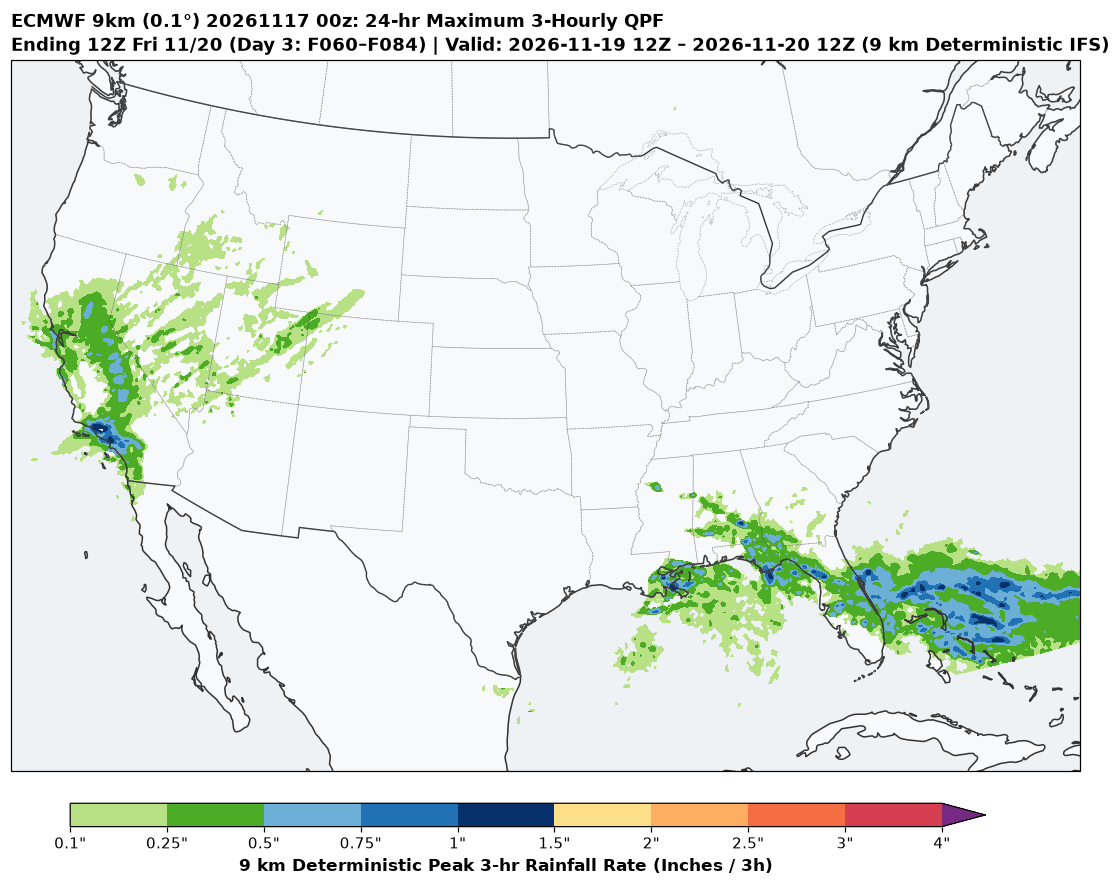 ECMWF 9km (0.1°) 20261117 00z: 24-hr Maximum 3-Hourly QPF
Ending 12Z Fri 11/20 (Day 3: F060–F084) | Valid: 2026-11-19 12Z – 2026-11-20 12Z (9 km Deterministic IFS)
0.1" 0.25" 0.5" 0.75" 1" 1.5" 2" 2.5" 3" 4"
9 km Deterministic Peak 3-hr Rainfall Rate (Inches / 3h)